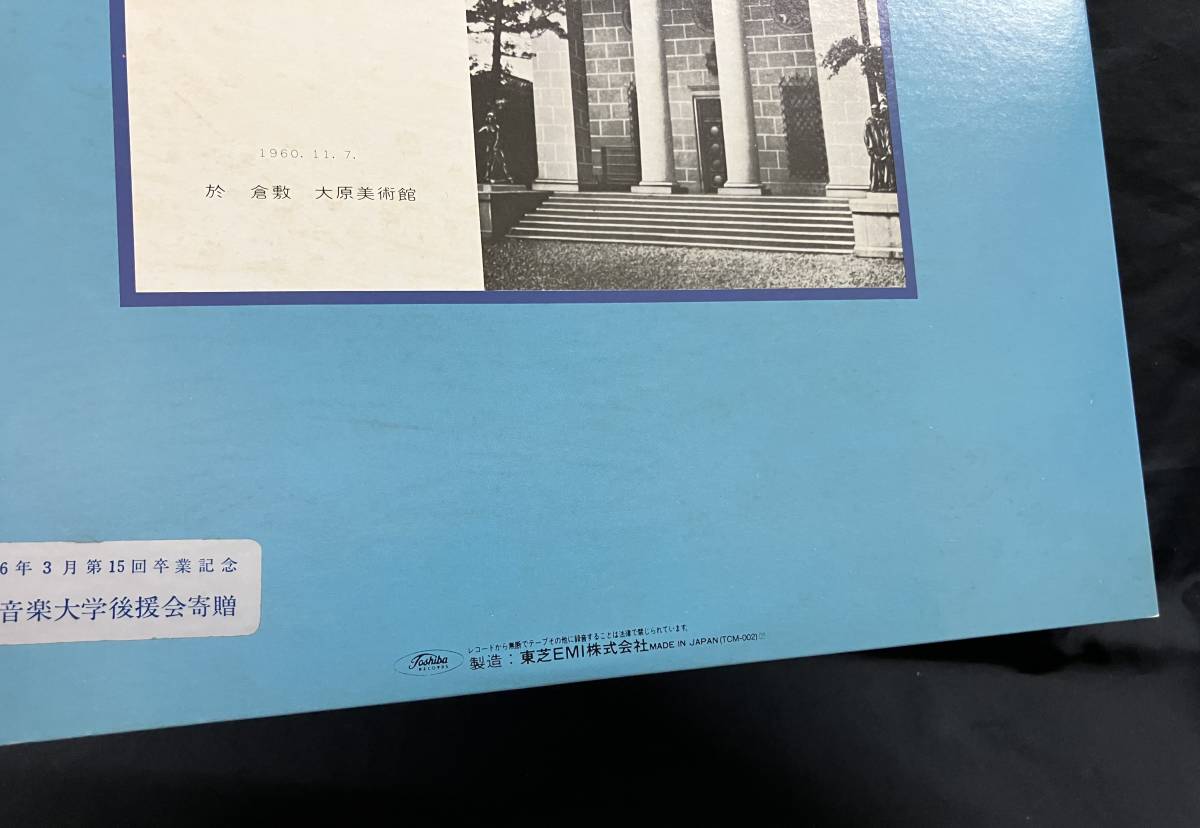 1960. 11. 7.
於 倉敷 大原美術館
6年3月第15回卒業記念
音楽大学後援会寄贈
レコードから無断でテープその他に録音することは法律で禁じられています。
Toshiba
RECORDS
製造：東芝EMI株式会社 MADE IN JAPAN (TCM-002)